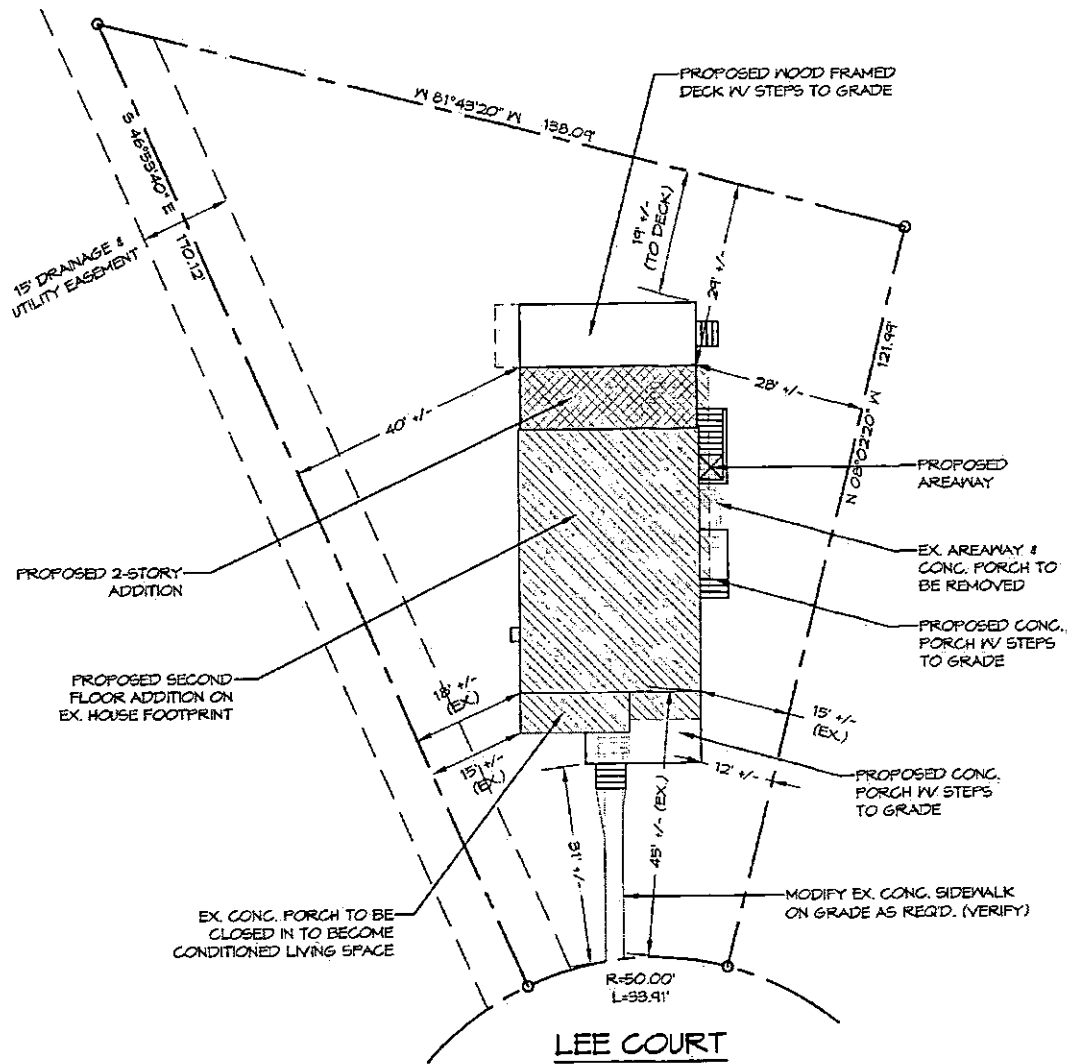 PROPOSED WOOD FRAMED
DECK W/ STEPS TO GRADE
W 81°43'20" W 138.09'
S 46°53'40" E 170.12'
15' DRAINAGE &
UTILITY EASEMENT
19' +/-
(TO DECK)
29' +/-
28' +/-
N 08°02'20" W 121.99'
40' +/-
PROPOSED
AREAWAY
EX. AREAWAY &
CONC. PORCH TO
BE REMOVED
PROPOSED 2-STORY
ADDITION
PROPOSED CONC.
PORCH W/ STEPS
TO GRADE
PROPOSED SECOND
FLOOR ADDITION ON
EX. HOUSE FOOTPRINT
18' +/-
(EX.)
15' +/-
(EX.)
15' +/-
(EX.)
12' +/-
PROPOSED CONC.
PORCH W/ STEPS
TO GRADE
31' +/-
45' +/- (EX.)
MODIFY EX. CONC. SIDEWALK
ON GRADE AS REQ'D. (VERIFY)
EX. CONC. PORCH TO BE
CLOSED IN TO BECOME
CONDITIONED LIVING SPACE
R=50.00'
L=33.91'
LEE COURT